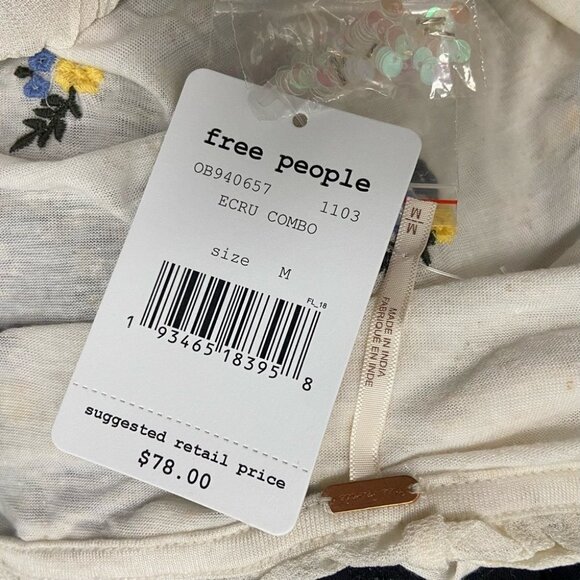 free people
OB940657 1103
ECRU COMBO
size M
FL_18
1 93465 18395 8
suggested retail price
$78.00
M
M
MADE IN INDIA
FABRIQUÉ EN INDE